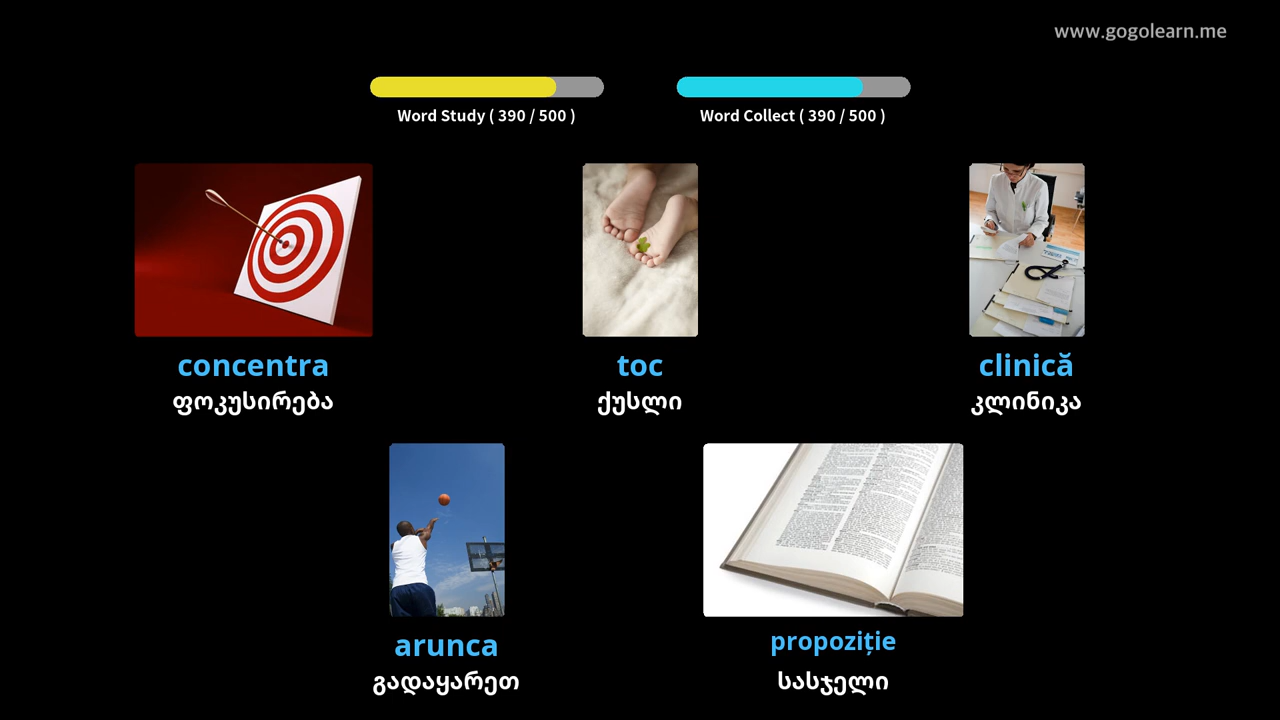 www.gogolearn.me
Word Study ( 390 / 500 )
Word Collect ( 390 / 500 )
concentra
ფოკუსირება
toc
ქუსლი
clinică
კლინიკა
arunca
გადაყარეთ
propoziție
სასჯელი